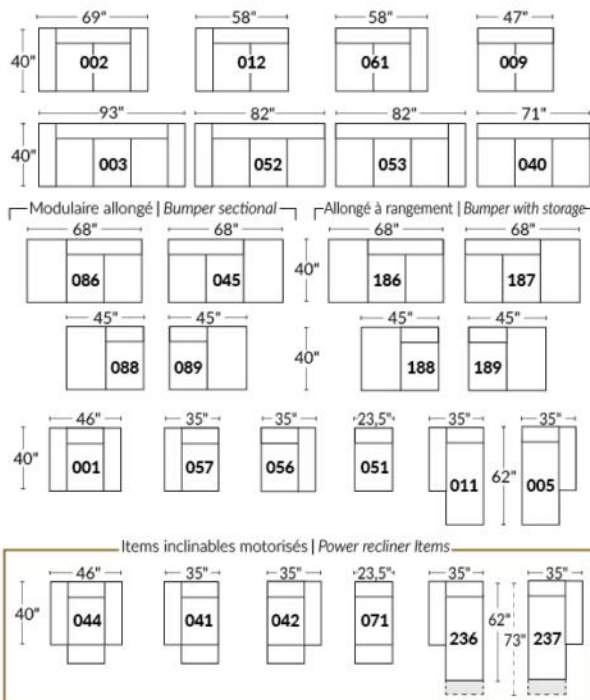 69" 58" 58" 47"
40" 002 012 061 009
93" 82" 82" 71"
40" 003 052 053 040
Modulaire allongé | Bumper sectional Allongé à rangement | Bumper with storage
68" 68" 68" 68"
086 045 40" 186 187
45" 45" 45" 45"
088 089 40" 188 189
46" 35" 35" 23,5" 35" 35"
40" 001 057 056 051 011 62" 005
Items inclinables motorisés | Power recliner Items
46" 35" 35" 23,5" 35" 35"
40" 044 041 042 071 236 62" 73" 237